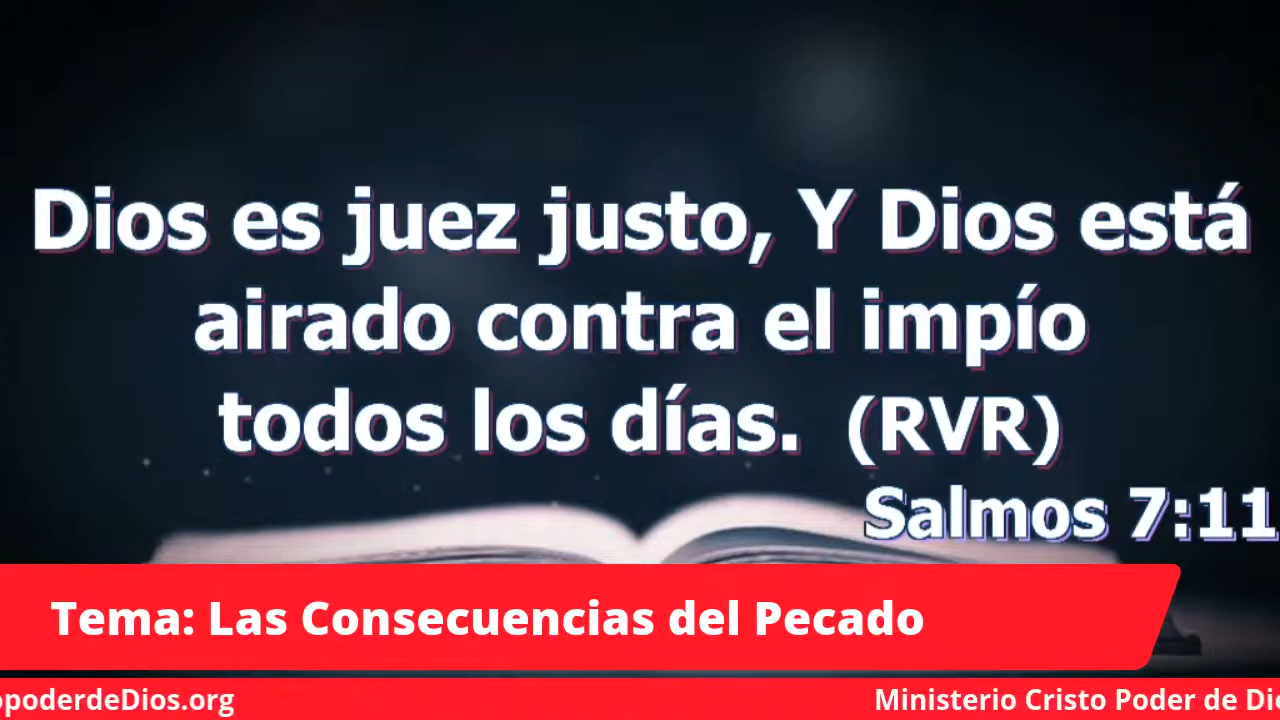 Dios es juez justo, Y Dios está
airado contra el impío
todos los días. (RVR)
Salmos 7:11
Tema: Las Consecuencias del Pecado
opoderdeDios.org
Ministerio Cristo Poder de Dio